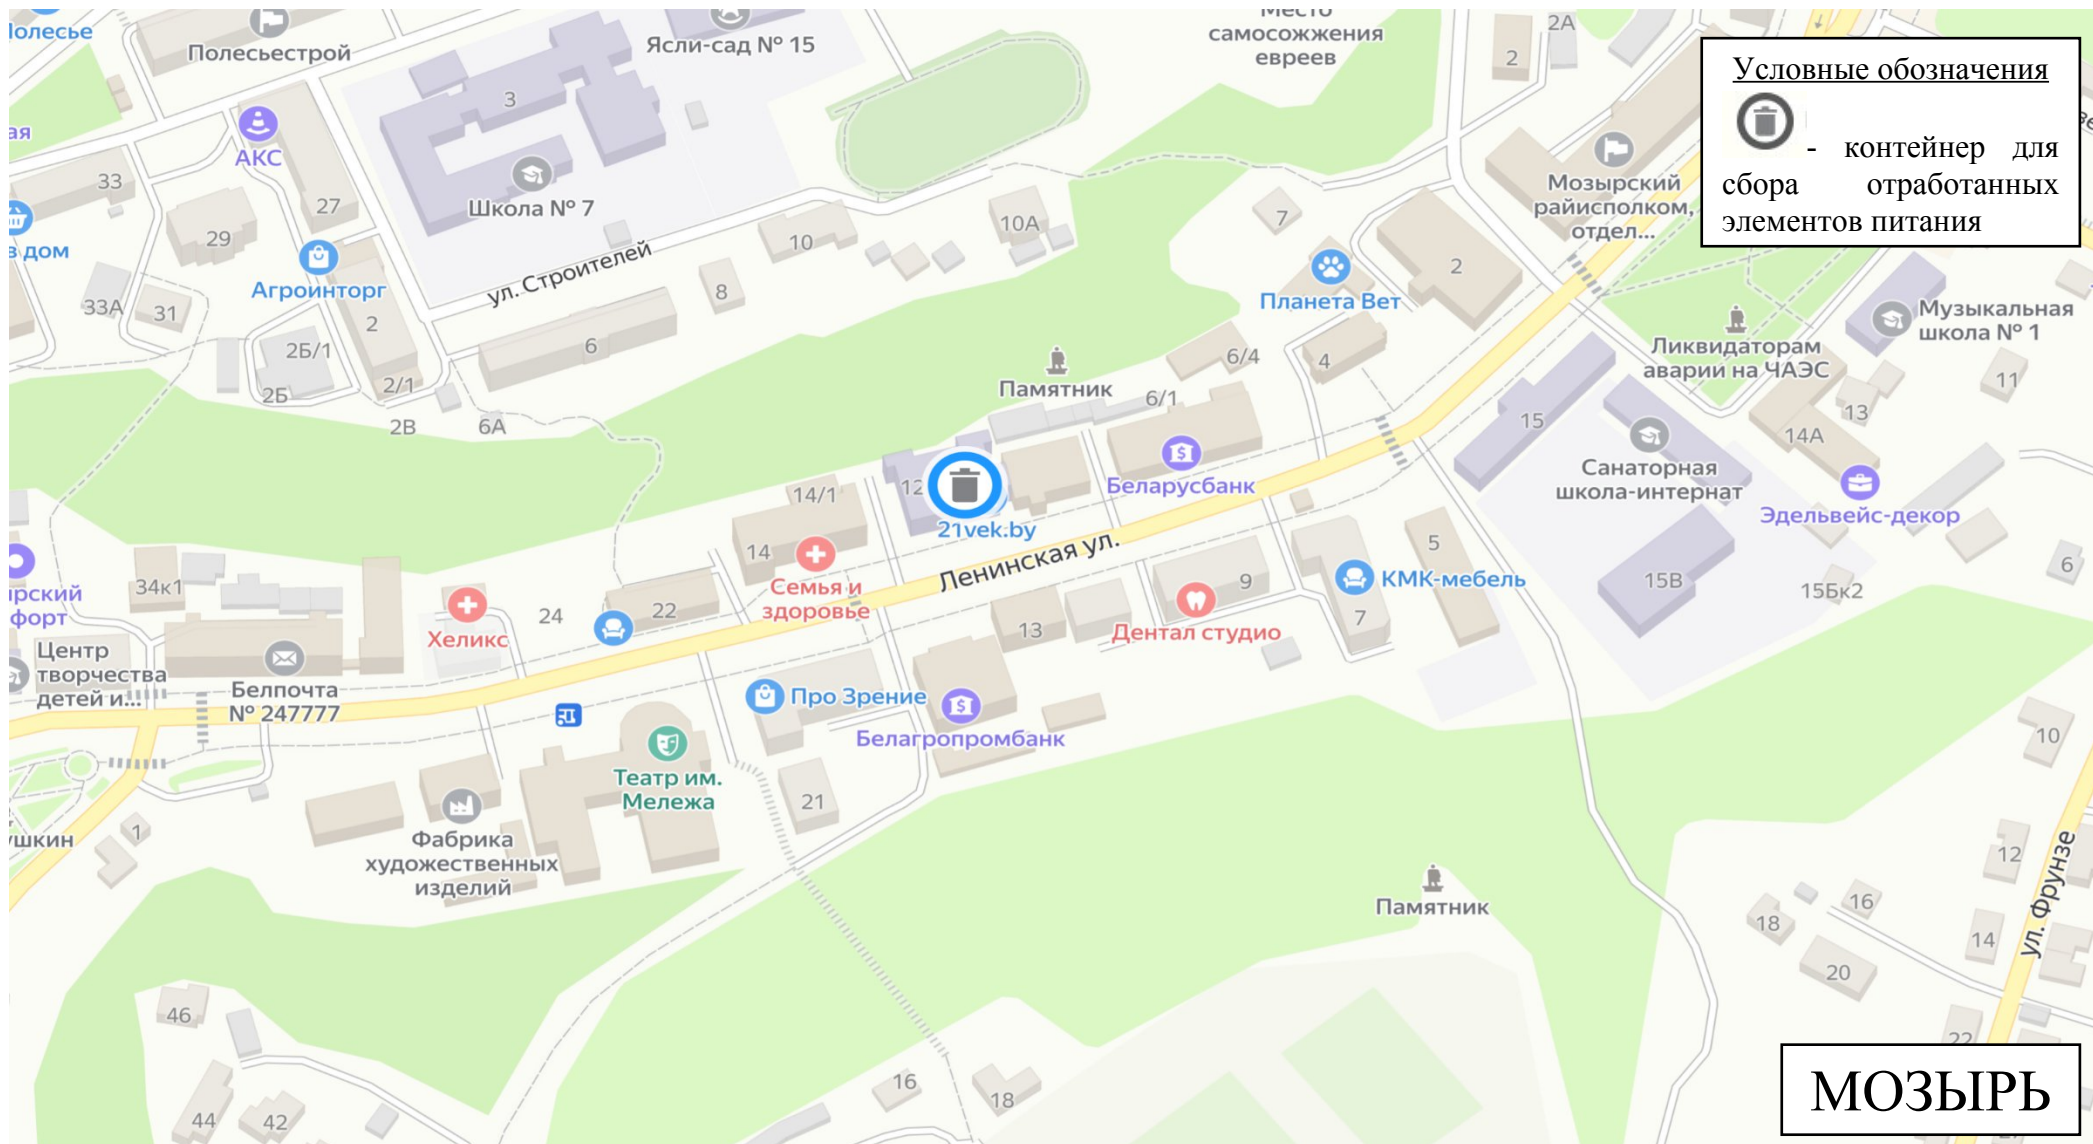 Полесьестрой
Ясли-сад № 15
самосожжения
евреев
2А
2
Условные обозначения
- контейнер для
сбора отработанных
элементов питания
3
АКС
Школа № 7
33
27
29
в дом
Агроинторг
33А
31
2
2Б/1
2Б
2/1
2В
6А
ул. Строителей
6
8
10
10А
7
Мозырский
райисполком,
отдел...
2
Планета Вет
4
6/4
6/1
Памятник
Ликвидаторам
аварии на ЧАЭС
Музыкальная
школа № 1
11
13
14А
15
Санаторная
школа-интернат
Эдельвейс-декор
15В
15Бк2
6
Беларусбанк
12
21vek.by
14/1
14
Семья и
здоровье
Ленинская ул.
5
КМК-мебель
7
9
Дентал студио
13
34к1
Хеликс
24
22
Центр
творчества
детей и...
Белпочта
№ 247777
Про Зрение
Белагропромбанк
Театр им.
Мележа
21
Фабрика
художественных
изделий
1
10
12
14
16
18
20
22
ул. Фрунзе
Памятник
46
44
42
16
18
МОЗЫРЬ